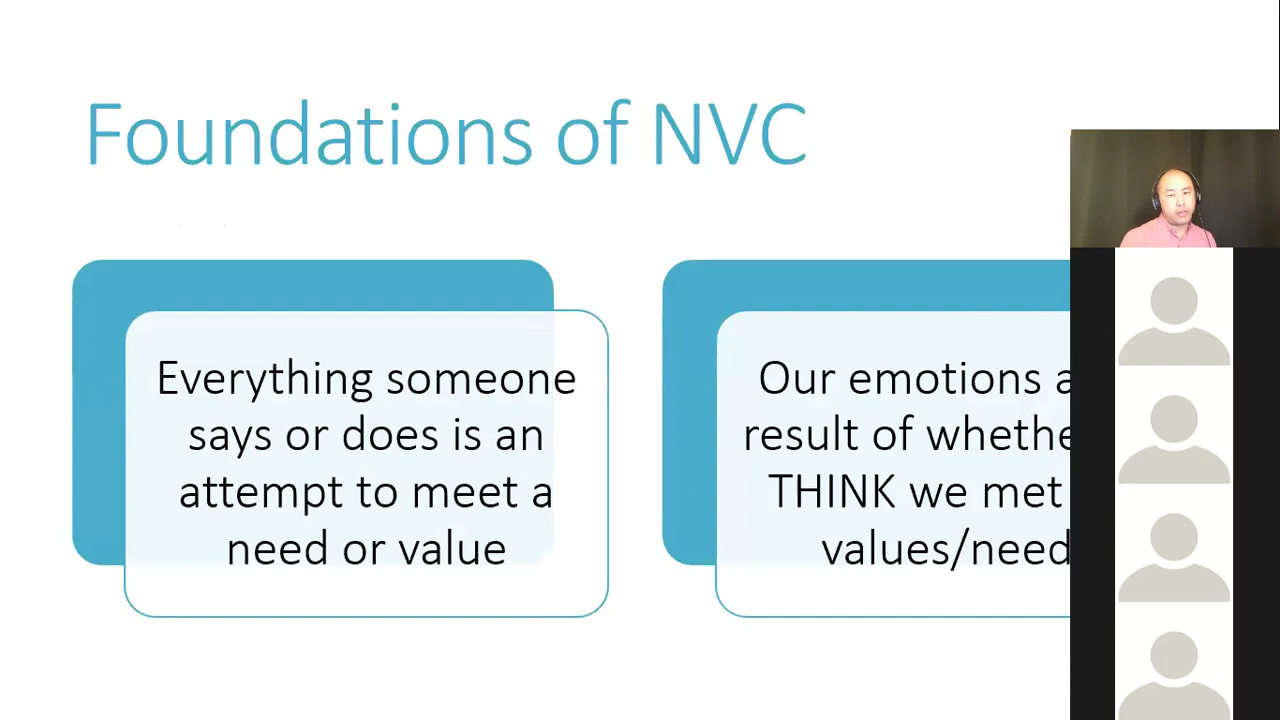 Foundations of NVC
Everything someone
says or does is an
attempt to meet a
need or value
Our emotions
result of
THINK we met
values/need